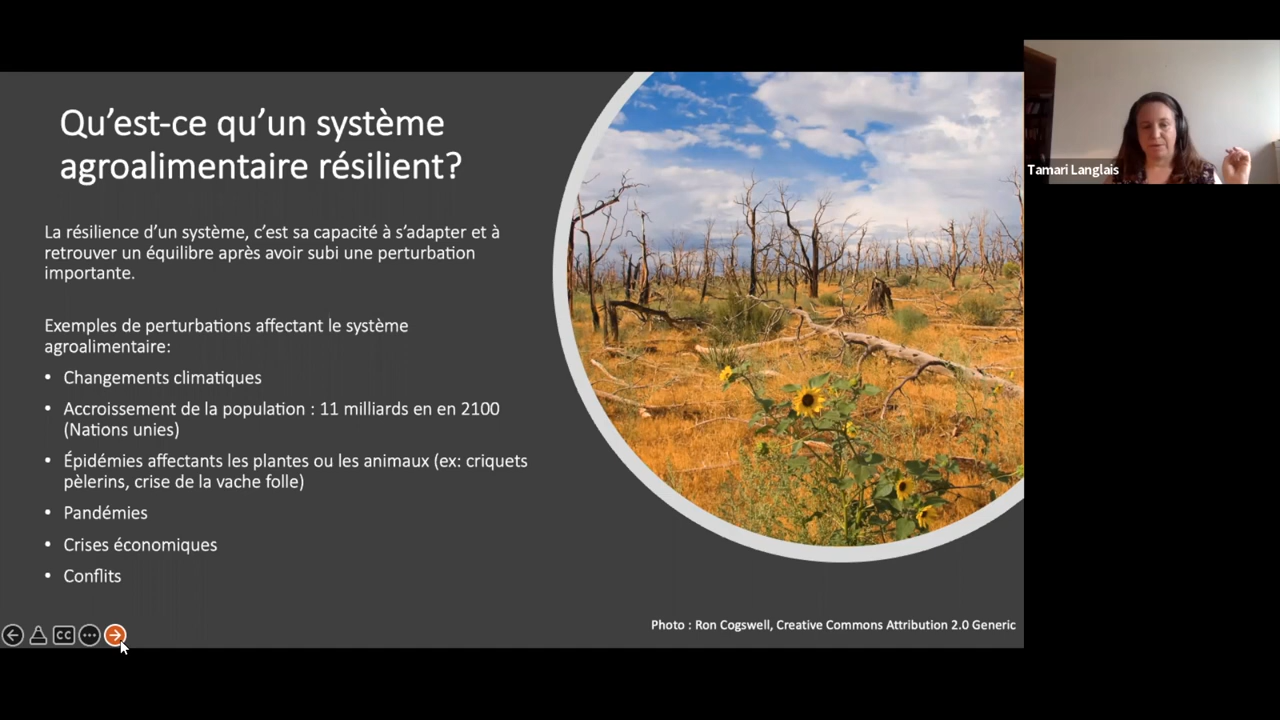 Qu’est-ce qu’un système
agroalimentaire résilient?
La résilience d’un système, c’est sa capacité à s’adapter et à
retrouver un équilibre après avoir subi une perturbation
importante.
Exemples de perturbations affectant le système
agroalimentaire:
• Changements climatiques
• Accroissement de la population : 11 milliards en en 2100
(Nations unies)
• Épidémies affectants les plantes ou les animaux (ex: criquets
pèlerins, crise de la vache folle)
• Pandémies
• Crises économiques
• Conflits
CC
Photo : Ron Cogswell, Creative Commons Attribution 2.0 Generic
Tamari Langlais